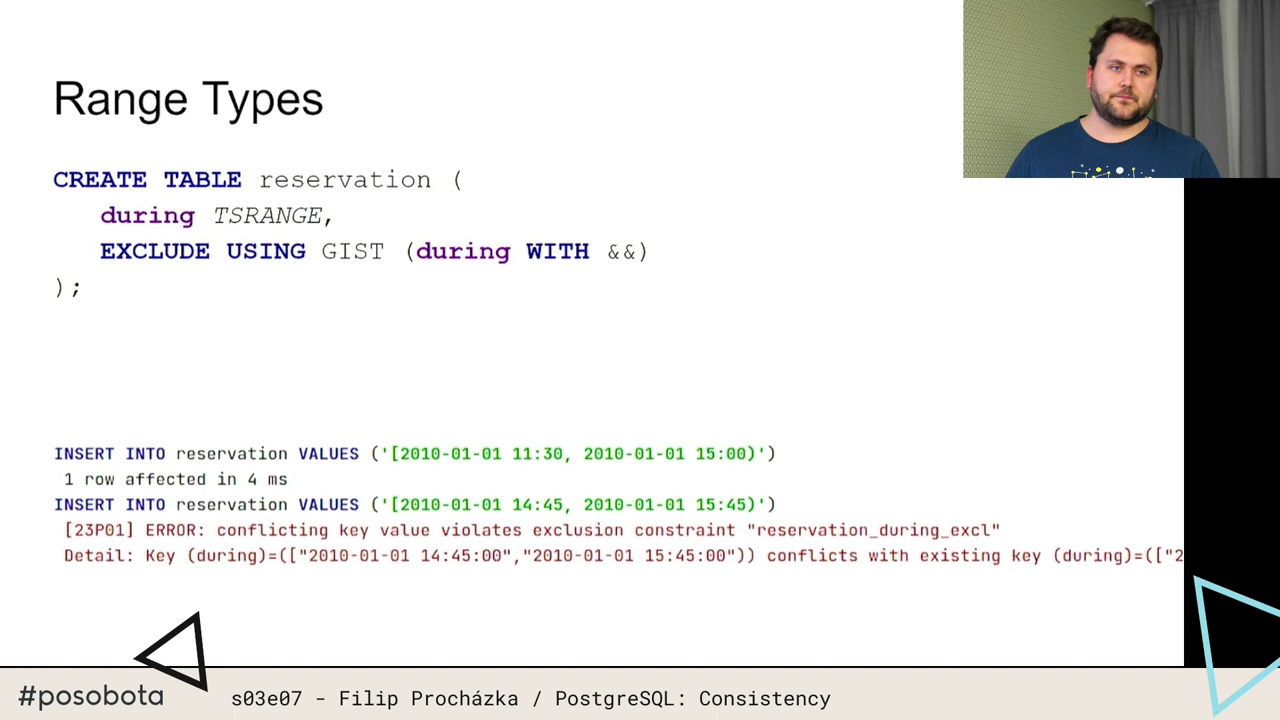 Range Types
CREATE TABLE reservation (
during TSRANGE,
EXCLUDE USING GIST (during WITH &&)
);
INSERT INTO reservation VALUES ('[2010-01-01 11:30, 2010-01-01 15:00)')
1 row affected in 4 ms
INSERT INTO reservation VALUES ('[2010-01-01 14:45, 2010-01-01 15:45)')
[23P01] ERROR: conflicting key value violates exclusion constraint "reservation_during_excl"
Detail: Key (during)=(["2010-01-01 14:45:00","2010-01-01 15:45:00")) conflicts with existing key (during)=(["2
#posobota
s03e07 - Filip Procházka / PostgreSQL: Consistency